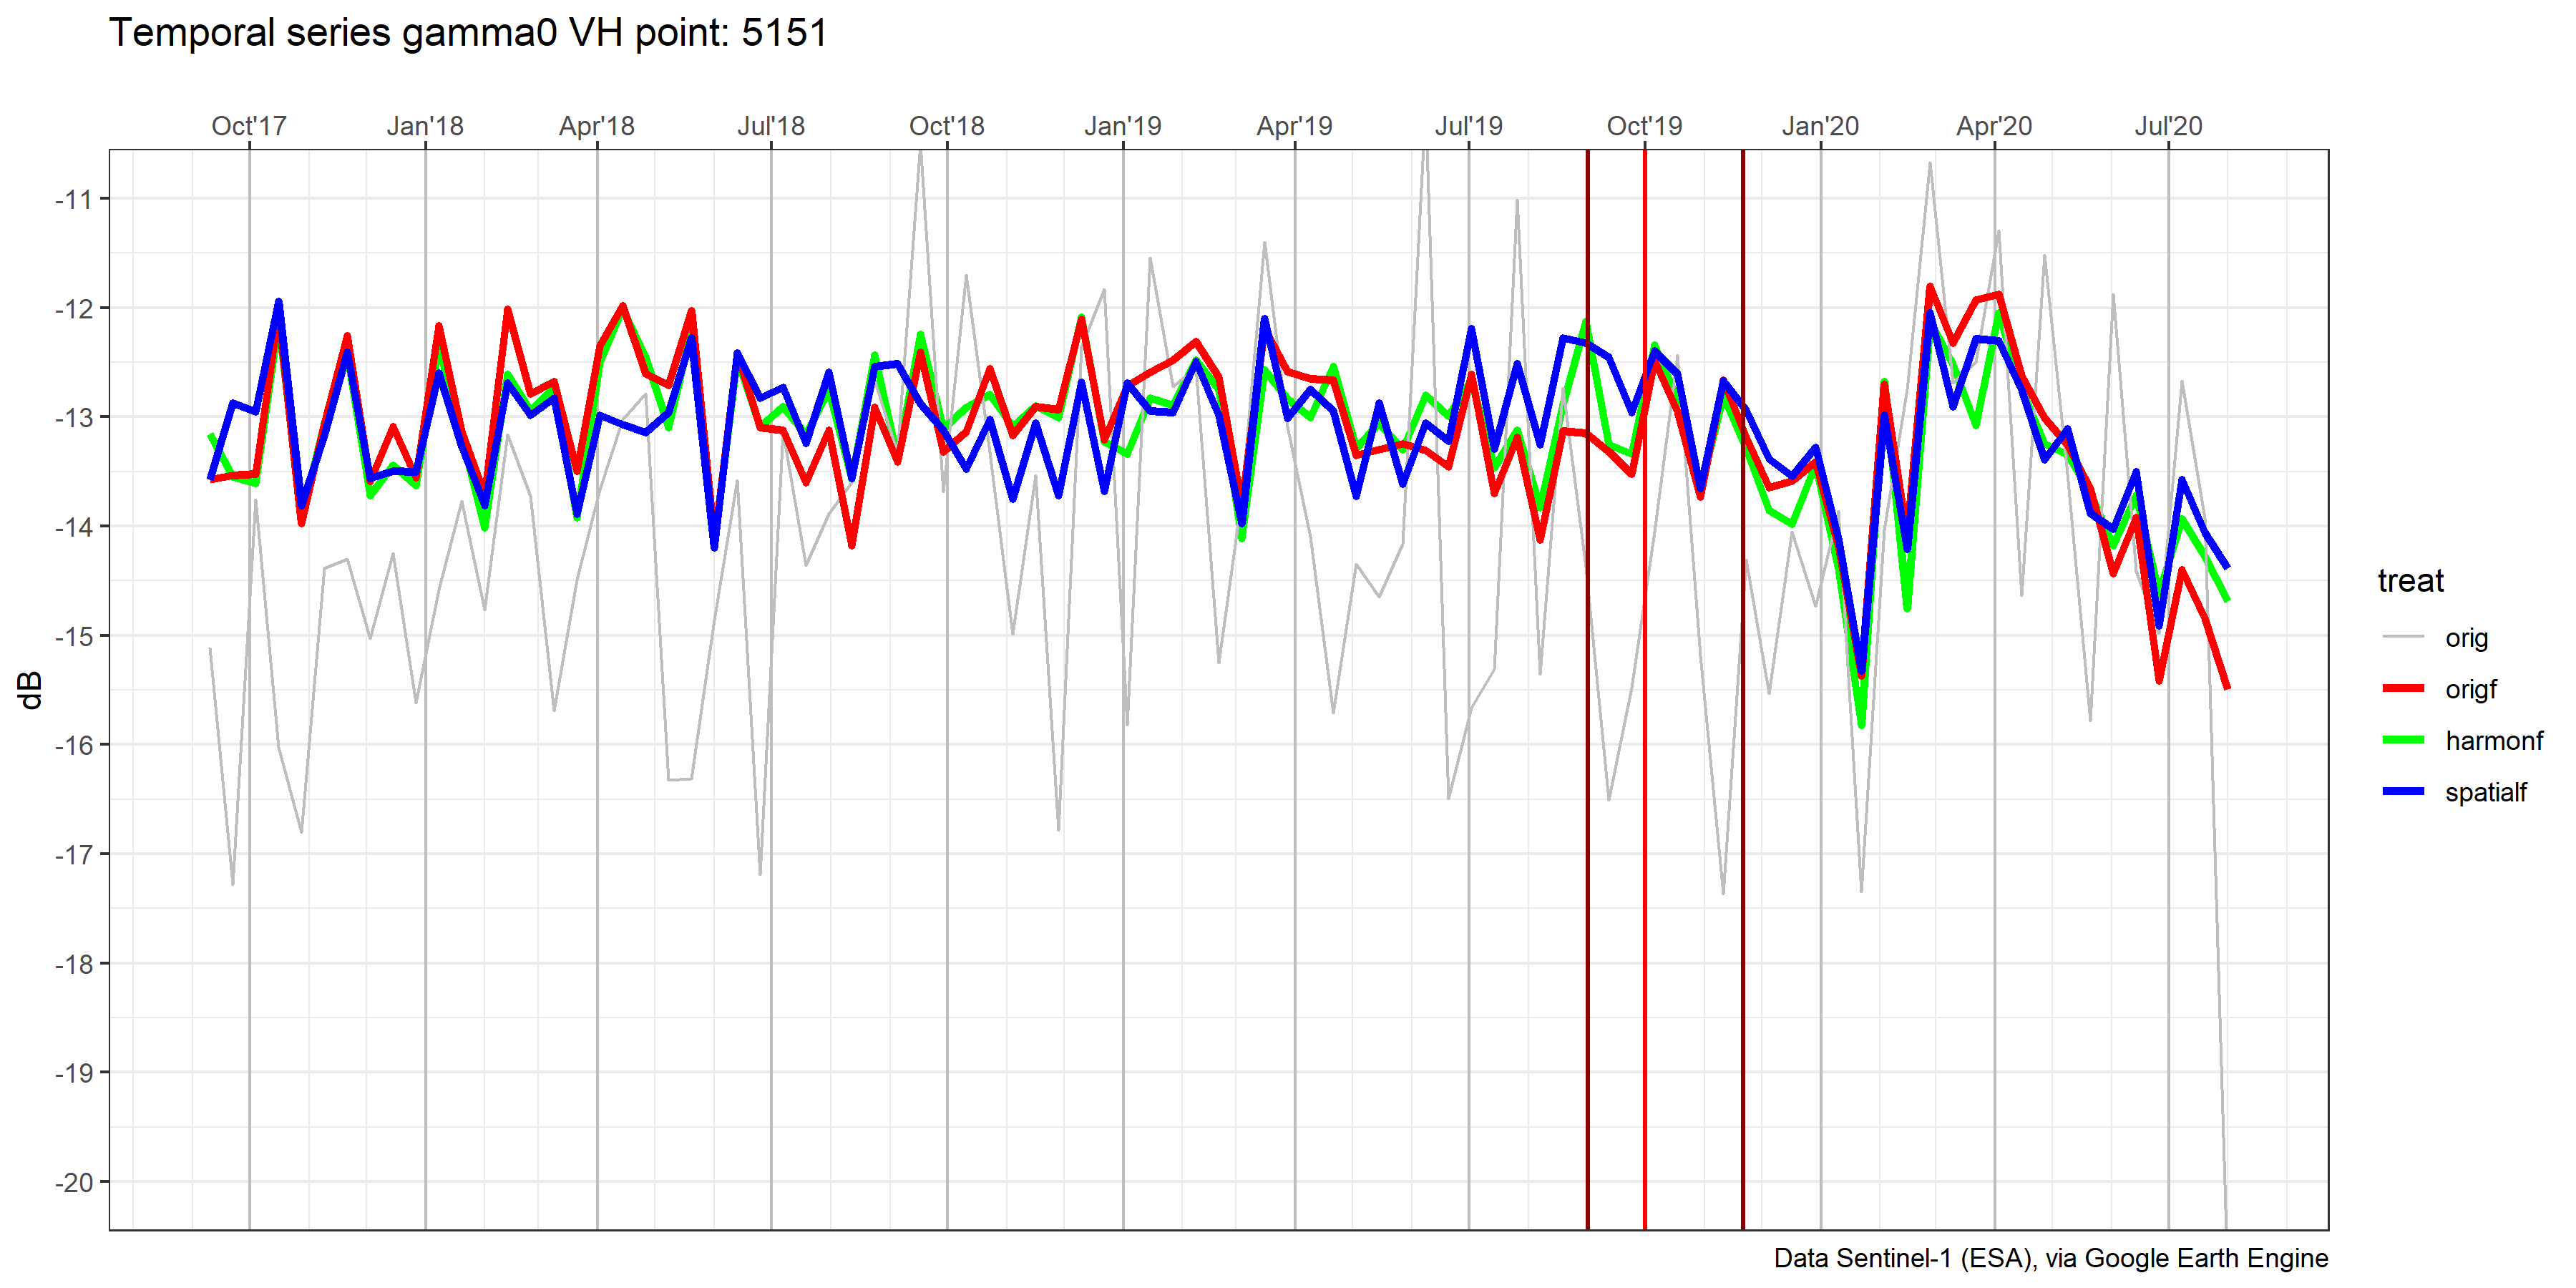 Temporal series gamma0 VH point: 5151
Oct'17 Jan'18 Apr'18 Jul'18 Oct'18 Jan'19 Apr'19 Jul'19 Oct'19 Jan'20 Apr'20 Jul'20
-11
-12
-13
-14
-15
-16
-17
-18
-19
-20
dB
treat
orig
origf
harmonf
spatialf
Data Sentinel-1 (ESA), via Google Earth Engine